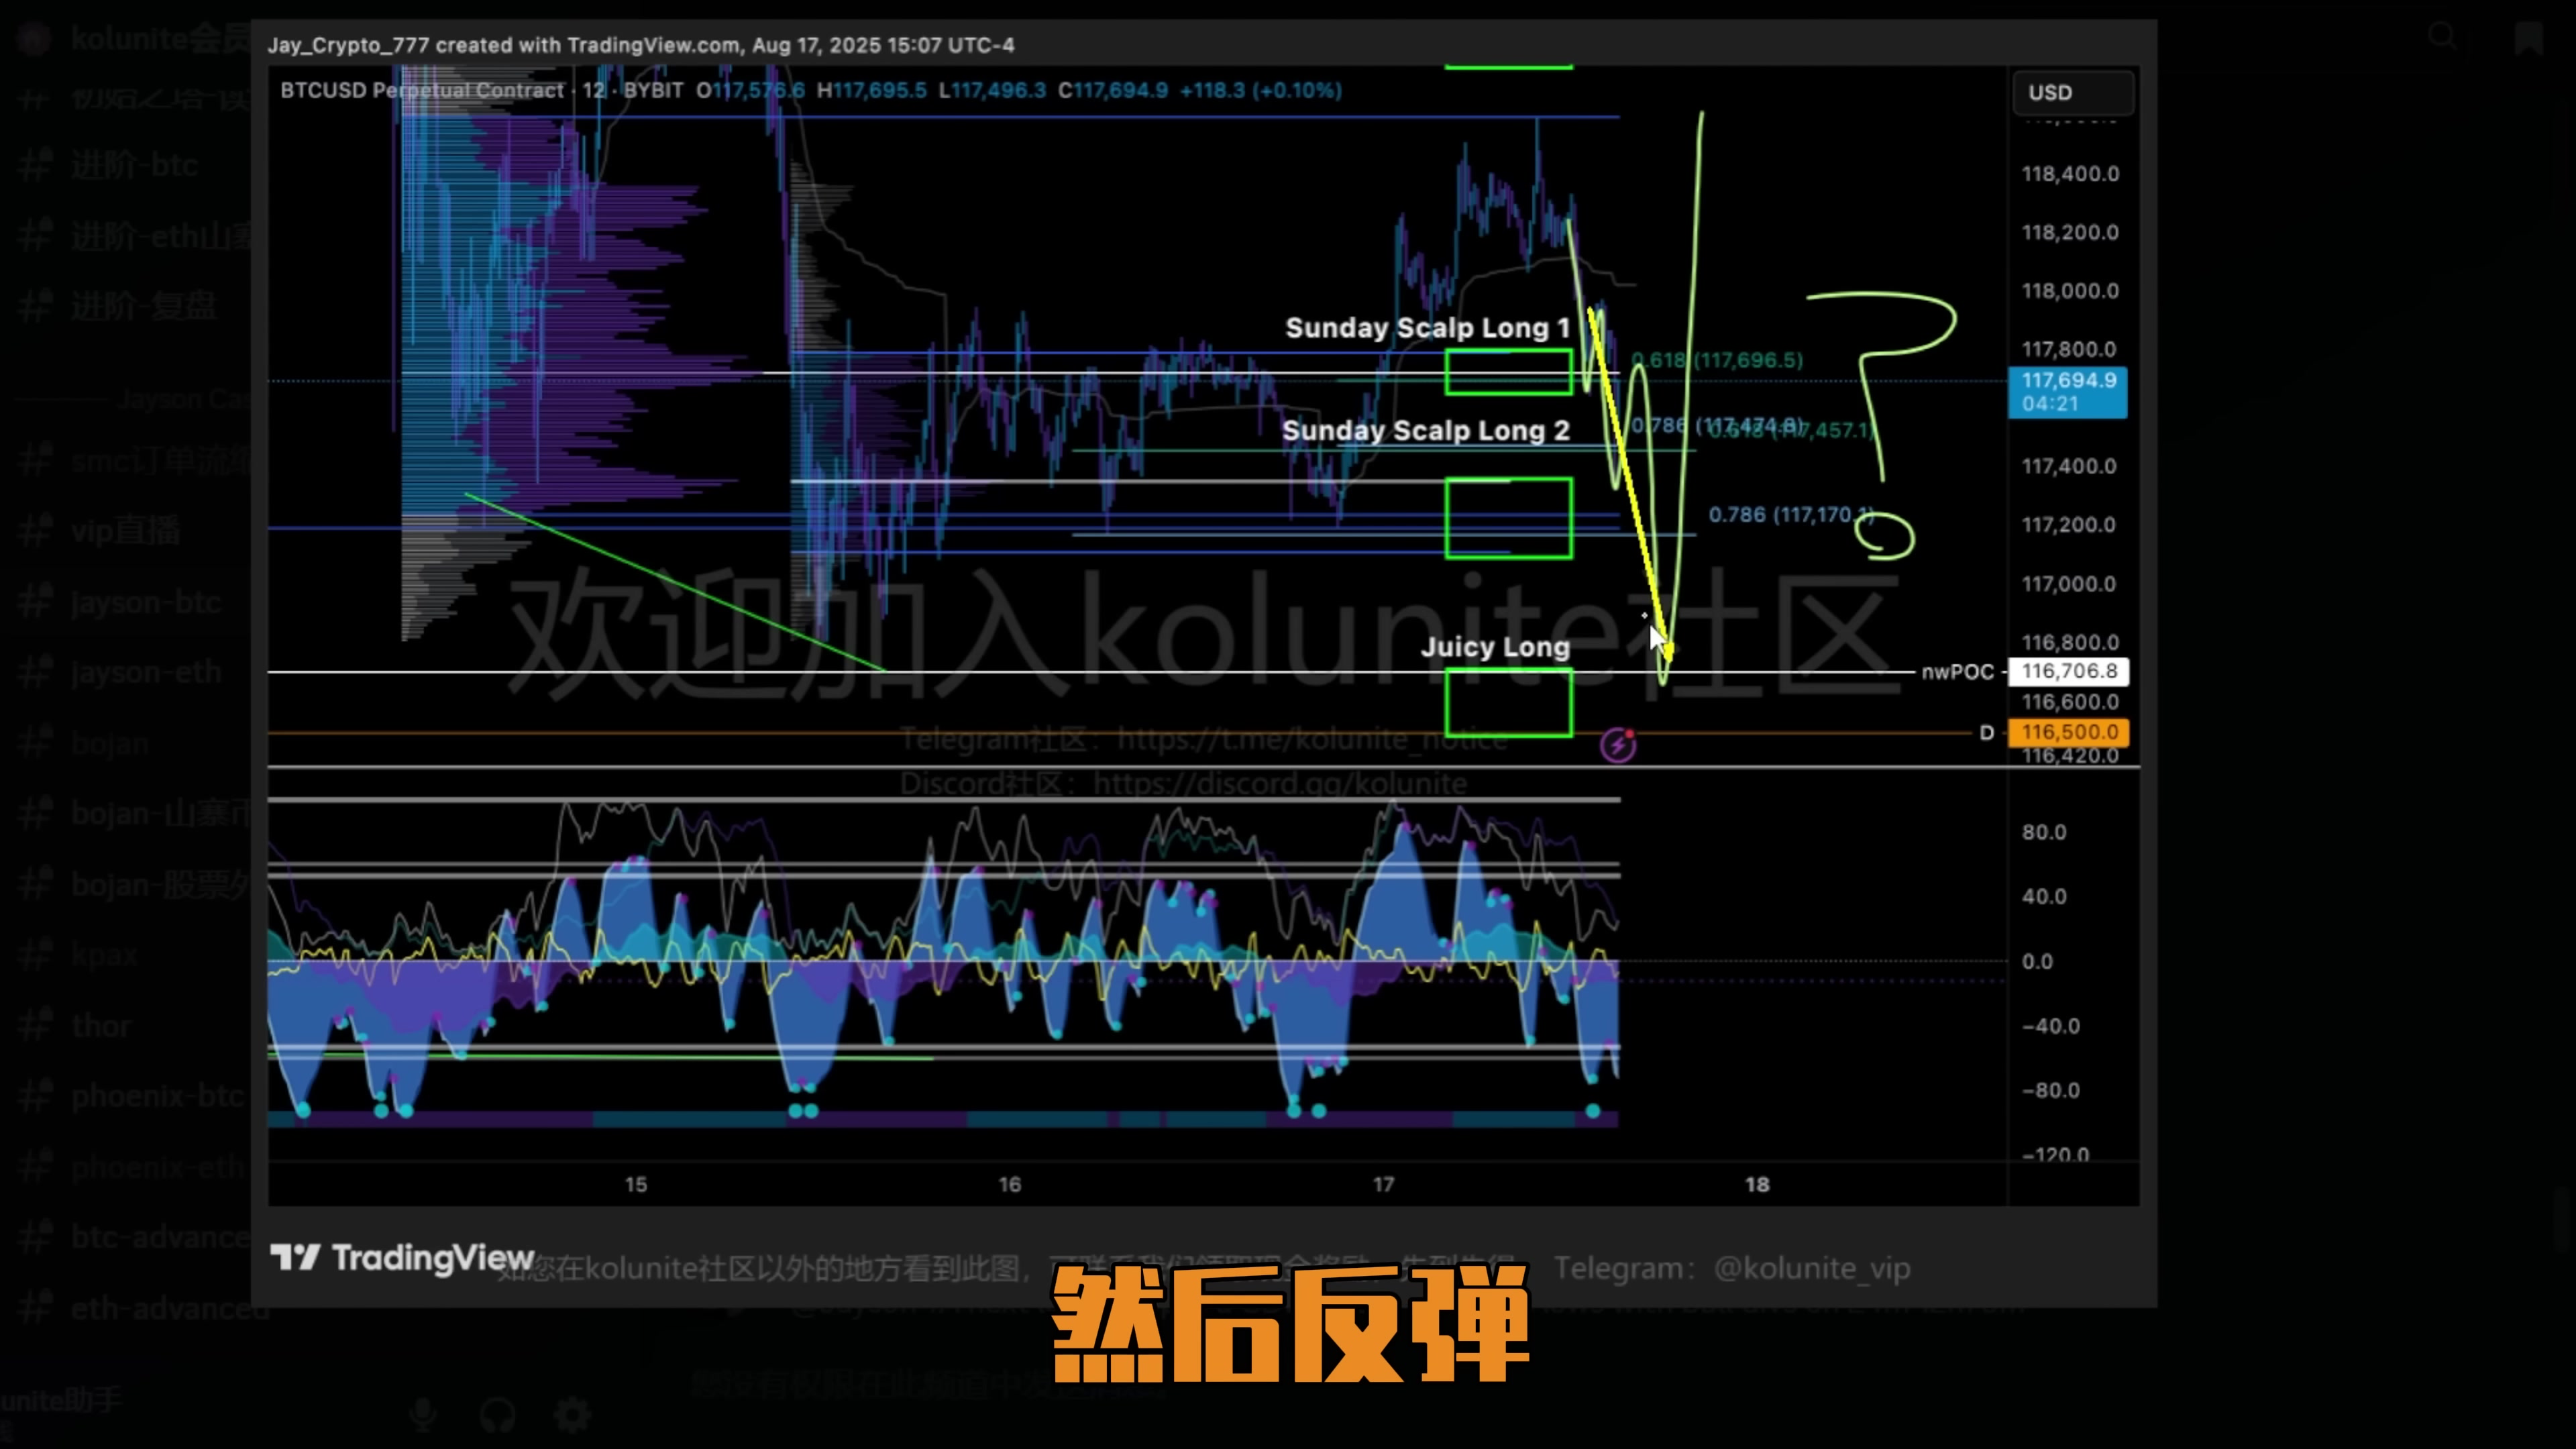 kolunite会员
Jay_Crypto_777 created with TradingView.com, Aug 17, 2025 15:07 UTC-4
BTCUSD Perpetual Contract · 12 · BYBIT O117,576.6 H117,695.5 L117,496.3 C117,694.9 +118.3 (+0.10%)
USD
118,400.0
118,200.0
118,000.0
117,800.0
117,694.9
04:21
117,400.0
117,200.0
117,000.0
116,800.0
nwPOC
116,706.8
116,600.0
D
116,500.0
116,420.0
Sunday Scalp Long 1
0.618 (117,696.5)
Sunday Scalp Long 2
0.786 (117,474.8)
0.618 (117,457.1)
0.786 (117,170.1)
Juicy Long
欢迎加入kolunite社区
Telegram社区：https://t.me/kolunite_notice
Discord社区：https://discord.gg/kolunite
80.0
40.0
0.0
−40.0
−80.0
−120.0
15
16
17
18
TradingView
如您在kolunite社区以外的地方看到此图，
Telegram：@kolunite_vip
然后反弹
进阶-btc
进阶-eth山寨
进阶-复盘
Jayson
smc订单流
vip直播
jayson-btc
jayson-eth
bojan
bojan-山寨币
bojan-股票外
kpax
thor
phoenix-btc
phoenix-eth
btc-advance
eth-advanced
unite助手